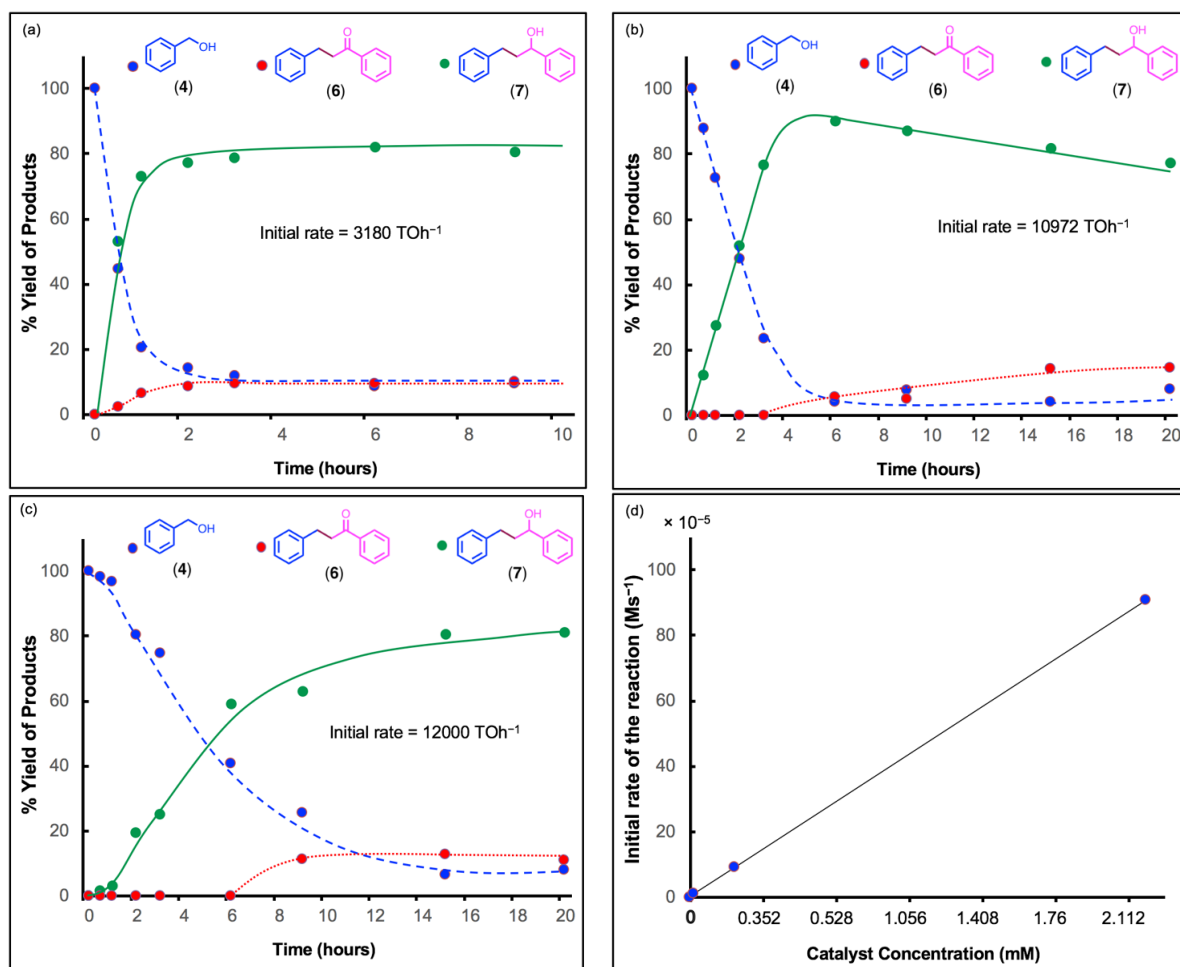 (a)
OH
O
OH
(4)
(6)
(7)
100
80
60
40
20
0
% Yield of Products
Initial rate = 3180 TOh⁻¹
0 2 4 6 8 10
Time (hours)
(b)
OH
O
OH
(4)
(6)
(7)
100
80
60
40
20
0
% Yield of Products
Initial rate = 10972 TOh⁻¹
0 2 4 6 8 10 12 14 16 18 20
Time (hours)
(c)
OH
O
OH
(4)
(6)
(7)
100
80
60
40
20
0
% Yield of Products
Initial rate = 12000 TOh⁻¹
0 2 4 6 8 10 12 14 16 18 20
Time (hours)
(d)
× 10⁻⁵
100
80
60
40
20
0
Initial rate of the reaction (Ms⁻¹)
0 0.352 0.528 1.056 1.408 1.76 2.112
Catalyst Concentration (mM)